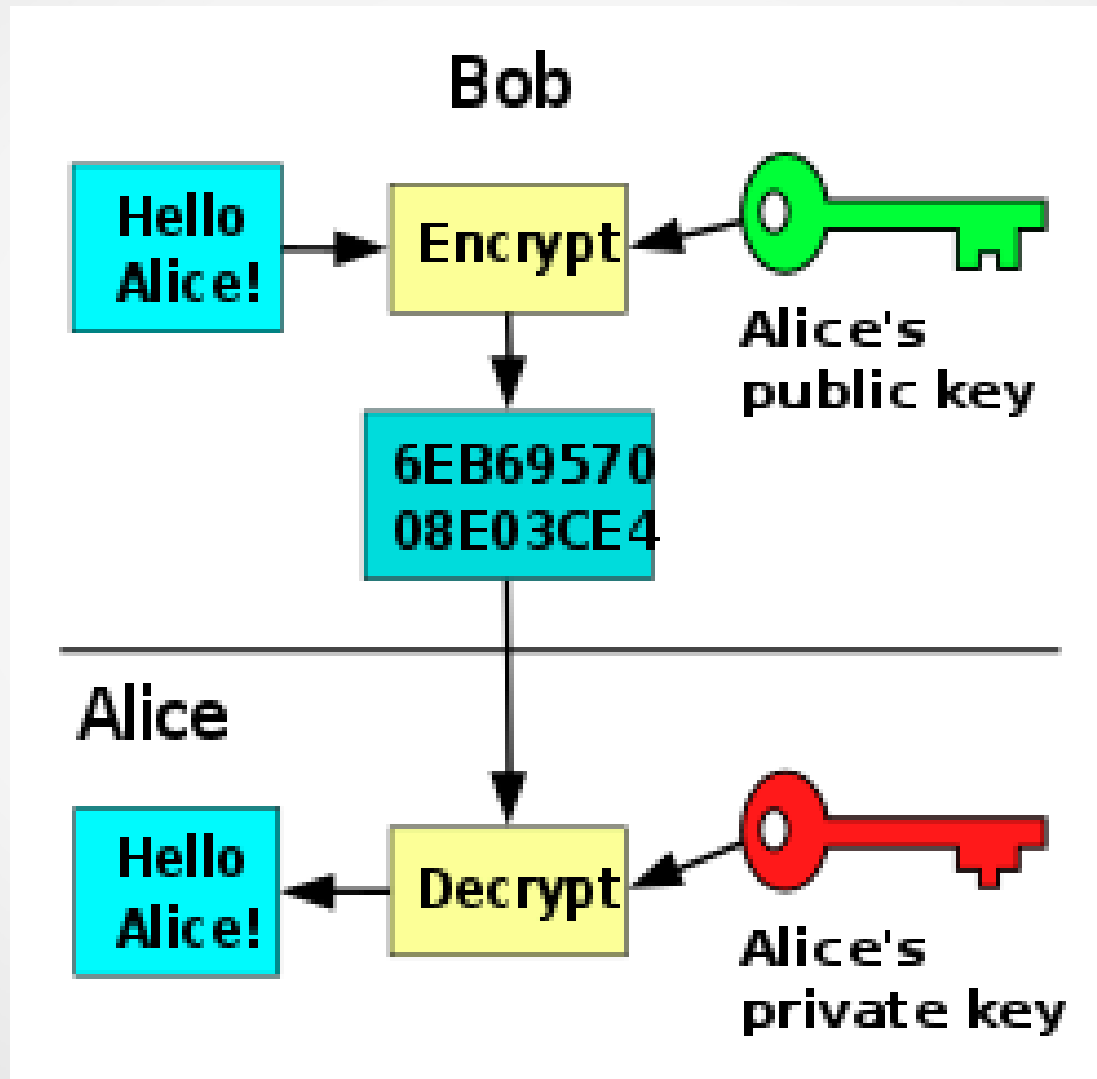 Bob
Hello
Alice!
Encrypt
Alice's
public key
6EB69570
08E03CE4
Alice
Hello
Alice!
Decrypt
Alice's
private key